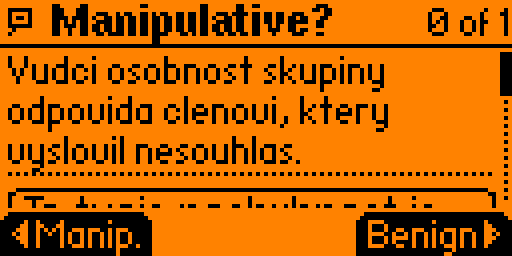 Manipulative?
0 of 1
Vudci osobnost skupiny
odpovida clenovi, ktery
vyslovil nesouhlas.
Manip.
Benign